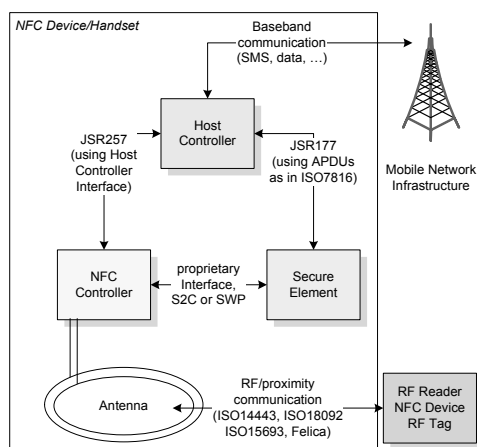 NFC Device/Handset
Baseband
communication
(SMS, data, …)
Host
Controller
JSR257
(using Host
Controller
Interface)
JSR177
(using APDUs
as in ISO7816)
Mobile Network
Infrastructure
NFC
Controller
proprietary
Interface,
S2C or SWP
Secure
Element
Antenna
RF/proximity
communication
(ISO14443, ISO18092
ISO15693, Felica)
RF Reader
NFC Device
RF Tag